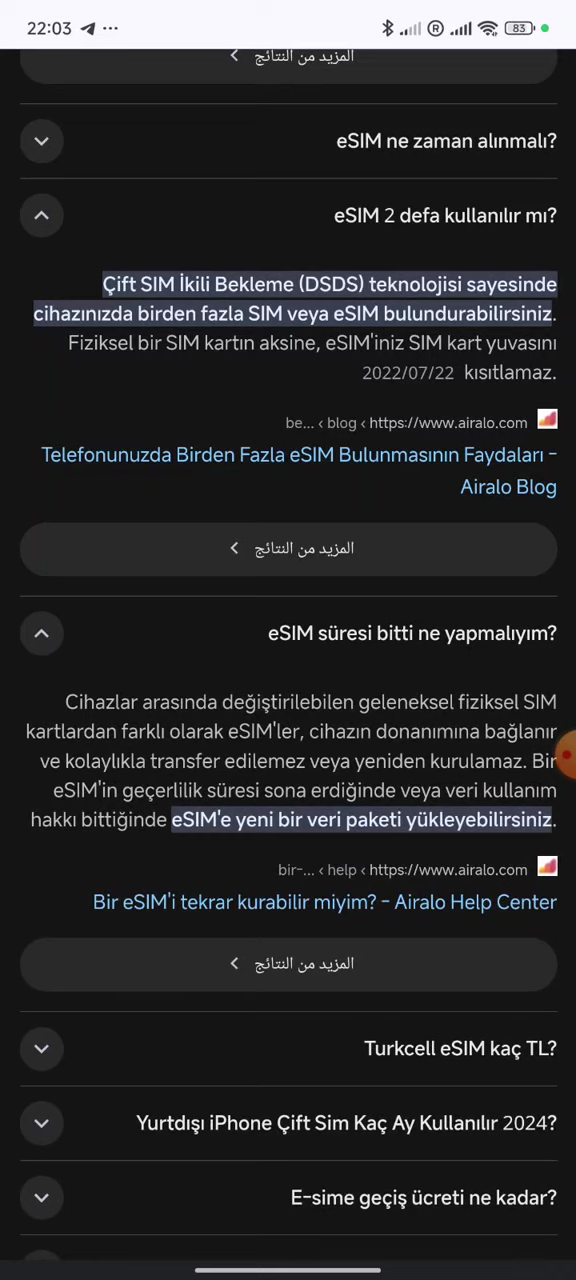 22:03
83
المزيد من النتائج
eSIM ne zaman alınmalı?
eSIM 2 defa kullanılır mı?
Çift SIM İkili Bekleme (DSDS) teknolojisi sayesinde
cihazınızda birden fazla SIM veya eSIM bulundurabilirsiniz.
Fiziksel bir SIM kartın aksine, eSIM'iniz SIM kart yuvasını
2022/07/22 kısıtlamaz.
be... ‹ blog ‹ https://www.airalo.com
Telefonunuzda Birden Fazla eSIM Bulunmasının Faydaları -
Airalo Blog
المزيد من النتائج
eSIM süresi bitti ne yapmalıyım?
Cihazlar arasında değiştirilebilen geleneksel fiziksel SIM
kartlardan farklı olarak eSIM'ler, cihazın donanımına bağlanır
ve kolaylıkla transfer edilemez veya yeniden kurulamaz. Bir
eSIM'in geçerlilik süresi sona erdiğinde veya veri kullanım
hakkı bittiğinde eSIM'e yeni bir veri paketi yükleyebilirsiniz.
bir-... ‹ help ‹ https://www.airalo.com
Bir eSIM'i tekrar kurabilir miyim? - Airalo Help Center
المزيد من النتائج
Turkcell eSIM kaç TL?
Yurtdışı iPhone Çift Sim Kaç Ay Kullanılır 2024?
E-sime geçiş ücreti ne kadar?